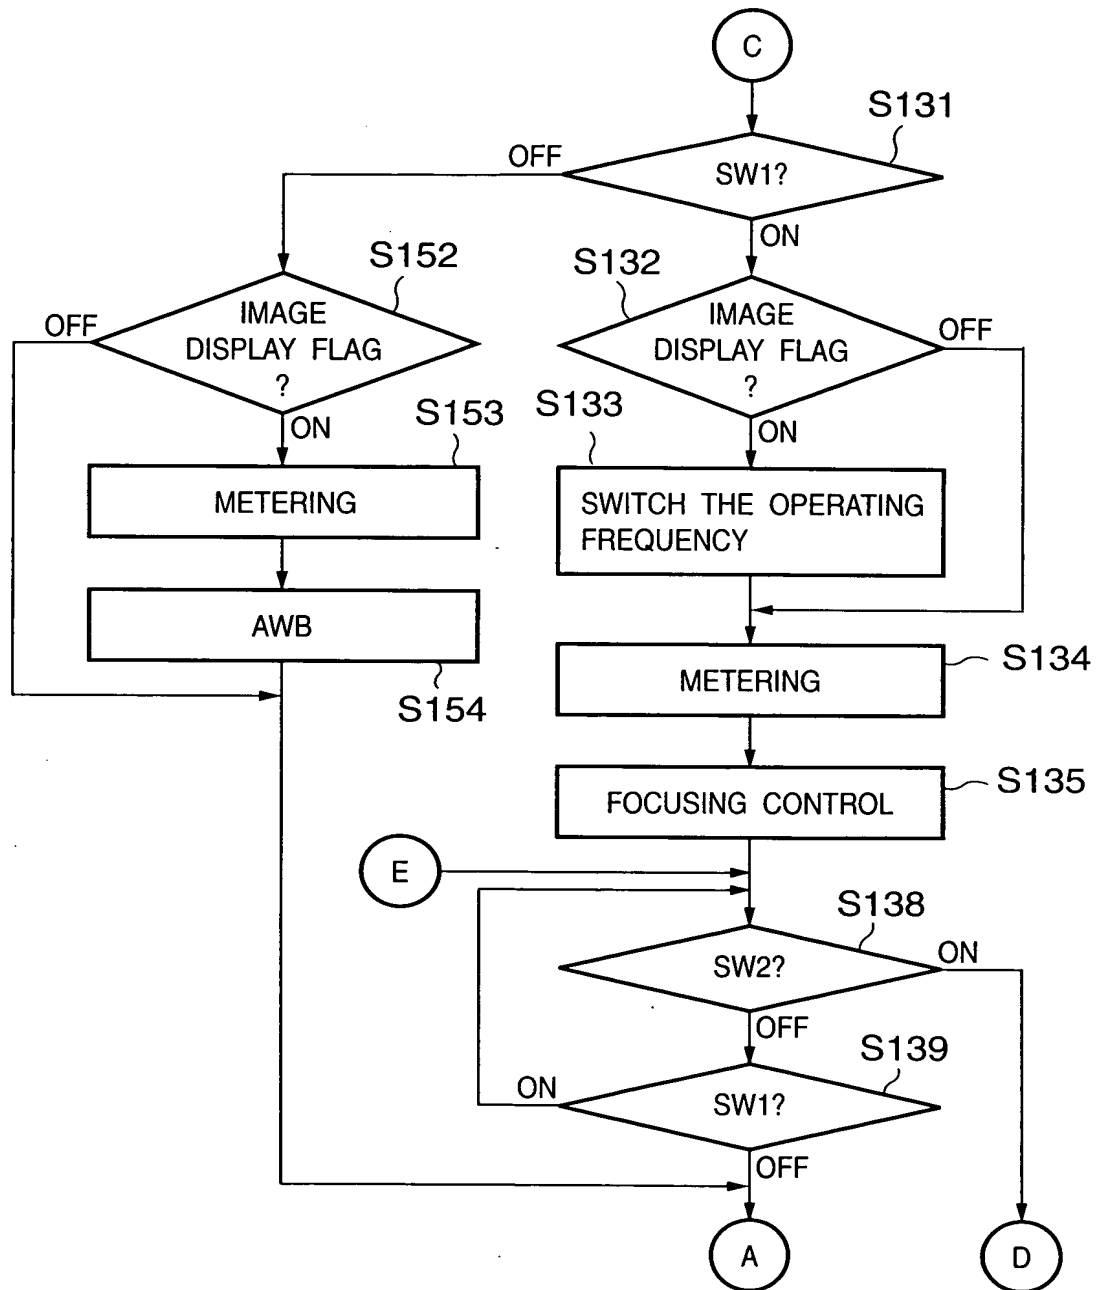 C
S131
OFF
SW1?
ON
S152
S132
OFF
IMAGE
DISPLAY FLAG
?
IMAGE
DISPLAY FLAG
?
OFF
ON
S153
S133
ON
METERING
SWITCH THE OPERATING
FREQUENCY
AWB
S154
METERING
S134
FOCUSING CONTROL
S135
E
S138
SW2?
ON
OFF
S139
ON
SW1?
OFF
A
D